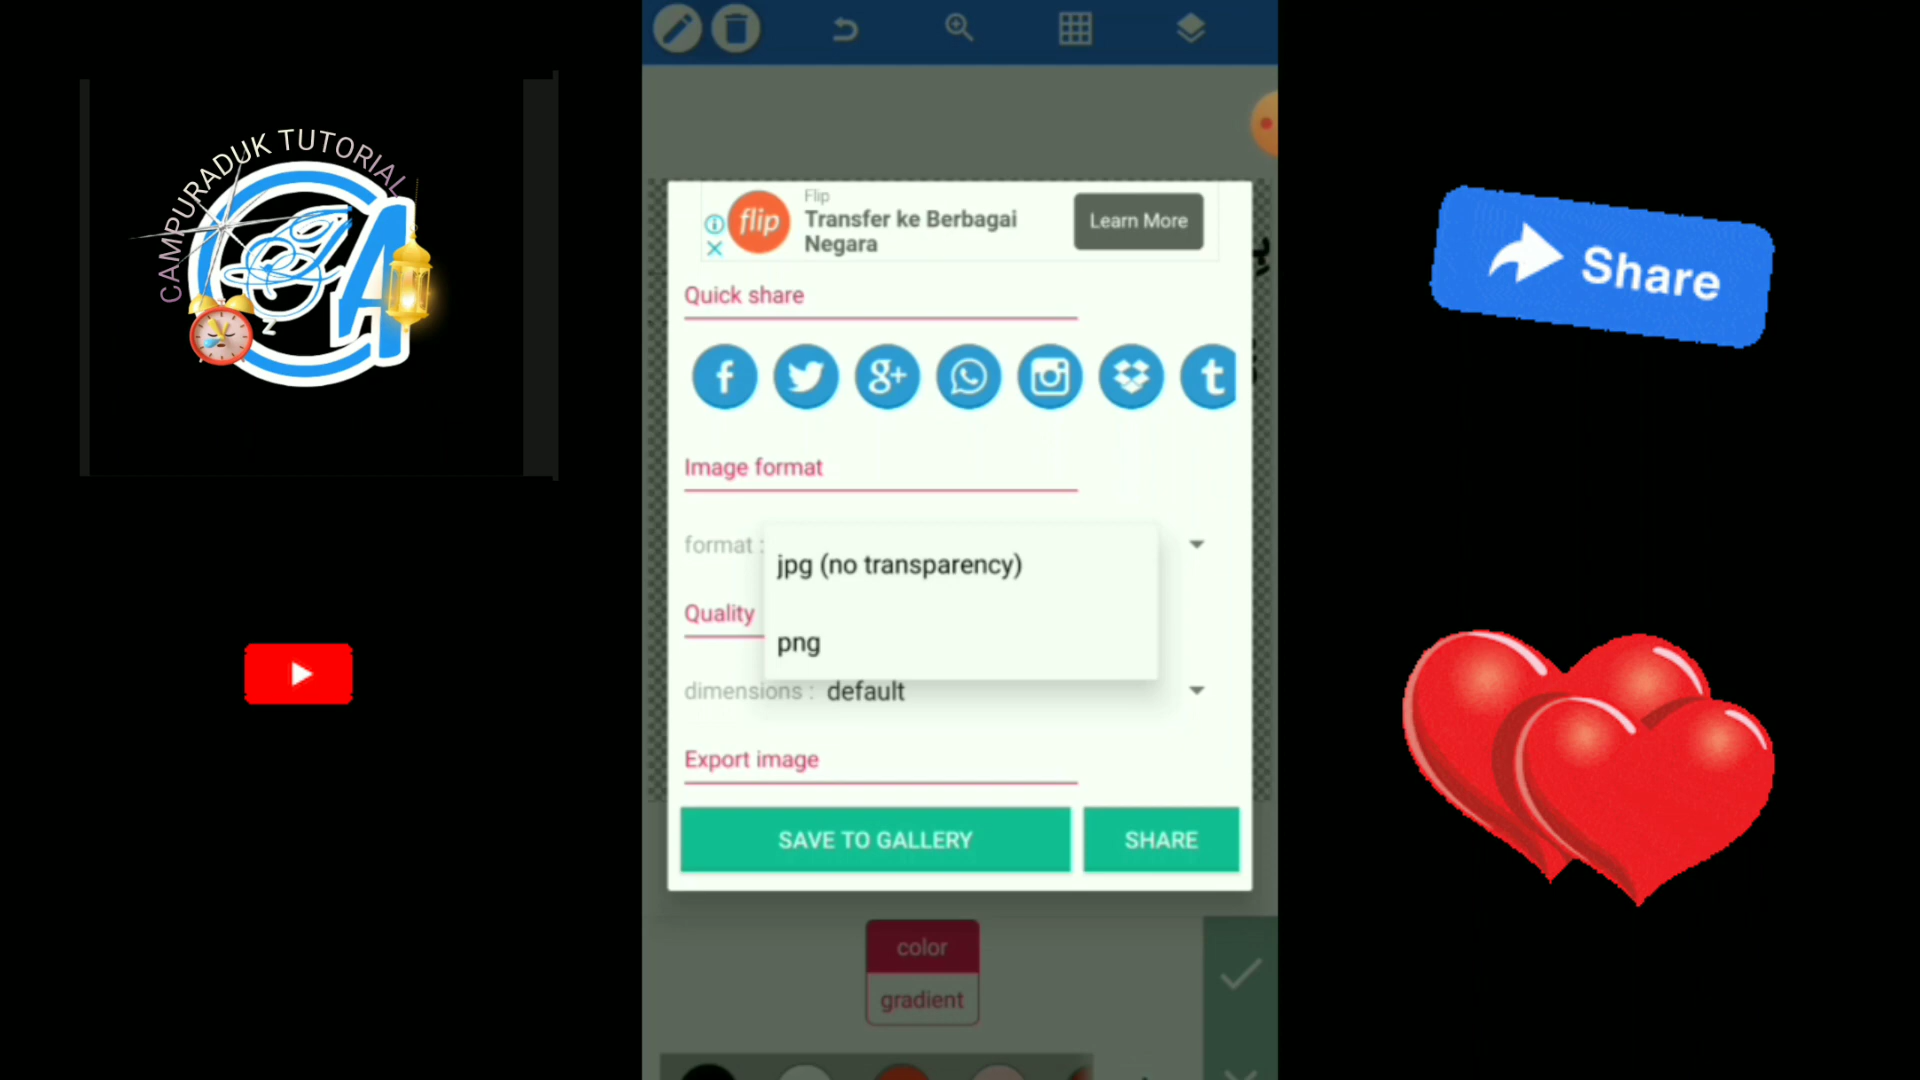 CAMPURADUK TUTORIAL
A
z
flip
Flip
Transfer ke Berbagai
Negara
Learn More
Quick share
f
g+
t
Image format
format :
jpg (no transparency)
png
Quality
dimensions : default
Export image
SAVE TO GALLERY
SHARE
color
gradient
Share